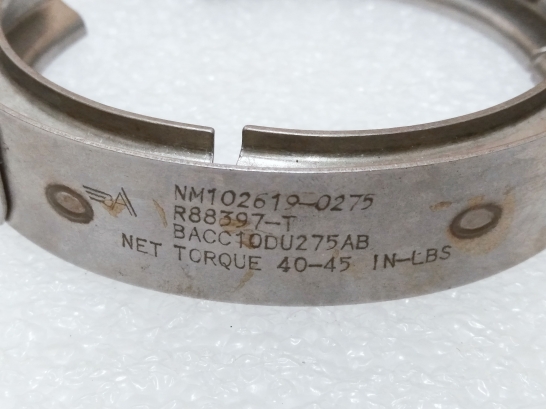 NM102619-0275
R88397-T
BACC10DU275AB
NET TORQUE 40-45 IN-LBS